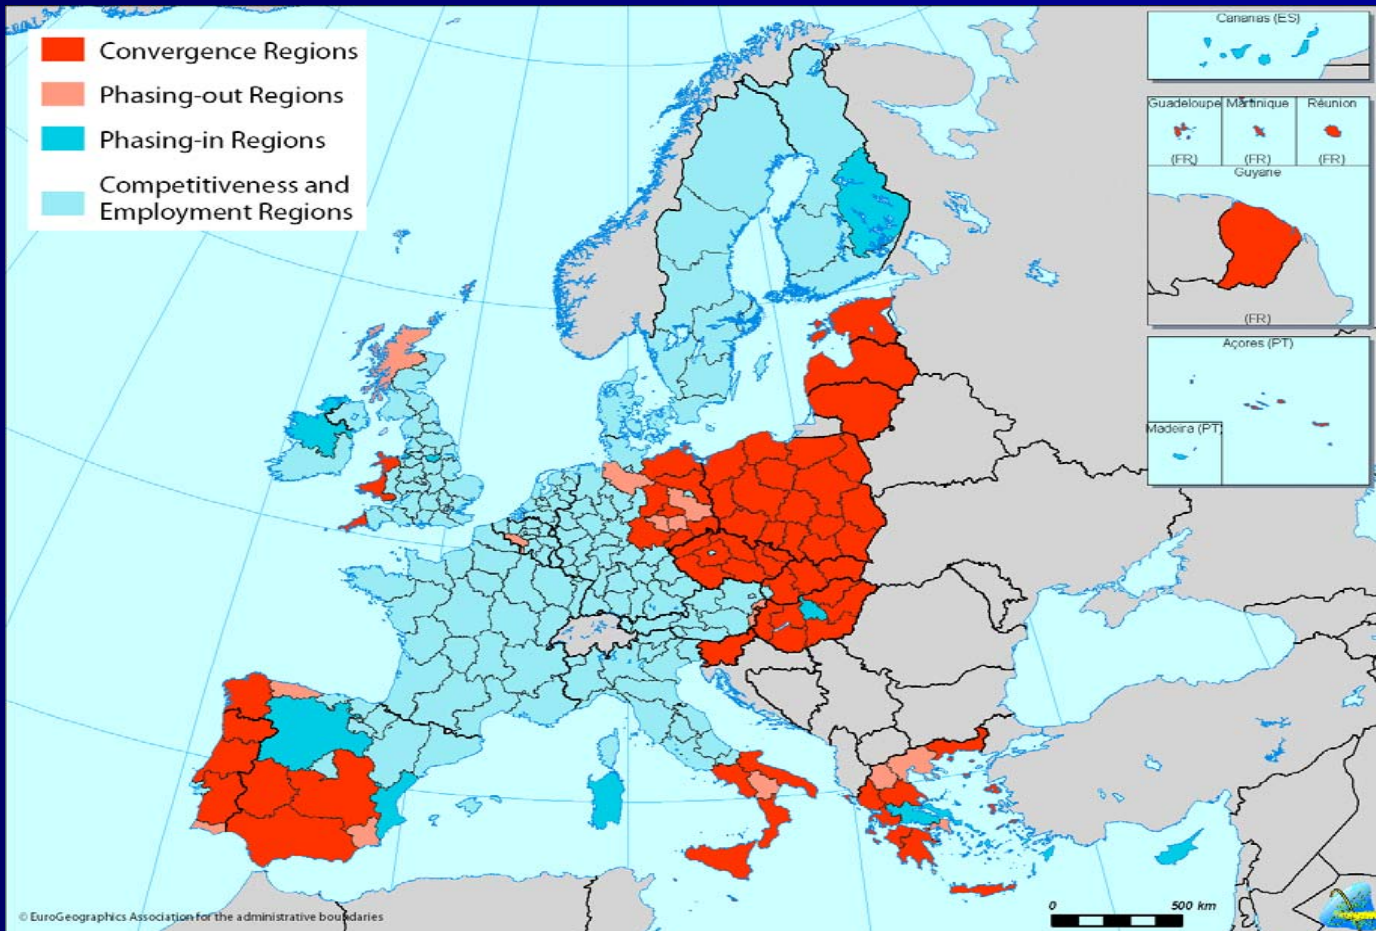 Convergence Regions
Phasing-out Regions
Phasing-in Regions
Competitiveness and
Employment Regions
Canarias (ES)
Guadeloupe
Martinique
Réunion
(FR)
(FR)
(FR)
Guyane
(FR)
Açores (PT)
Madeira (PT)
0
500 km
© EuroGeographics Association for the administrative boundaries